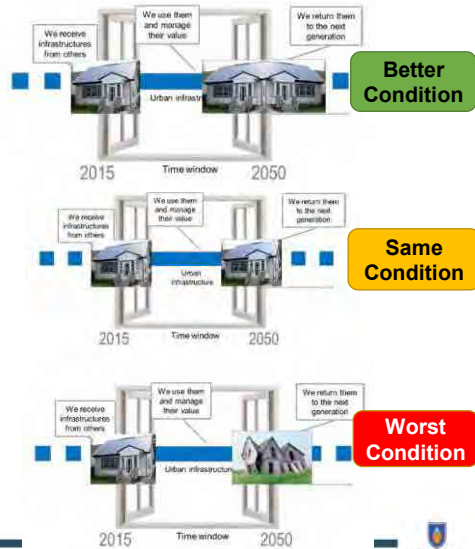 We receive
infrastructures
from others
We use them
and manage
their value
We return them
to the next
generation
Urban infrastru
2015
Time window
2050
Better
Condition
We receive
infrastructures
from others
We use them
and manage
their value
We return them
to the next
generation
Urban
infrastructure
2015
Time window
2050
Same
Condition
We receive
infrastructures
from others
We use them
and manage
their value
We return them
to the next
generation
Urban infrastructure
2015
Time window
2050
Worst
Condition